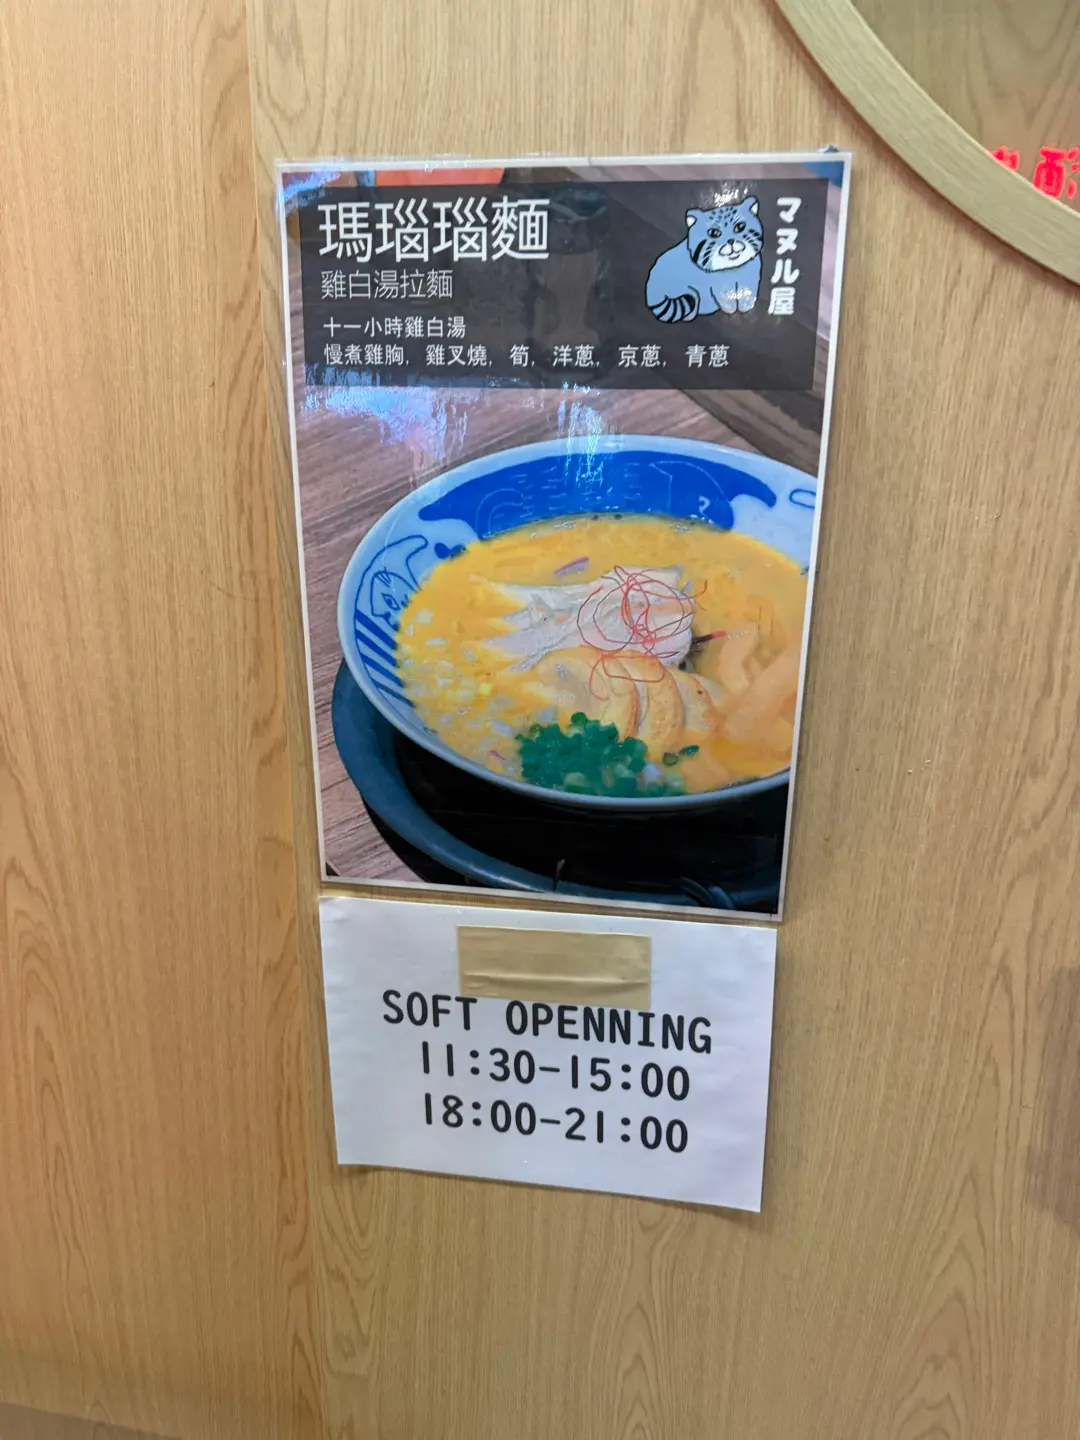 瑪瑙瑙麵
雞白湯拉麵
十一小時雞白湯
慢煮雞胸, 雞叉燒, 筍, 洋蔥, 京蔥, 青蔥
マヌル屋
SOFT OPENNING
11:30-15:00
18:00-21:00